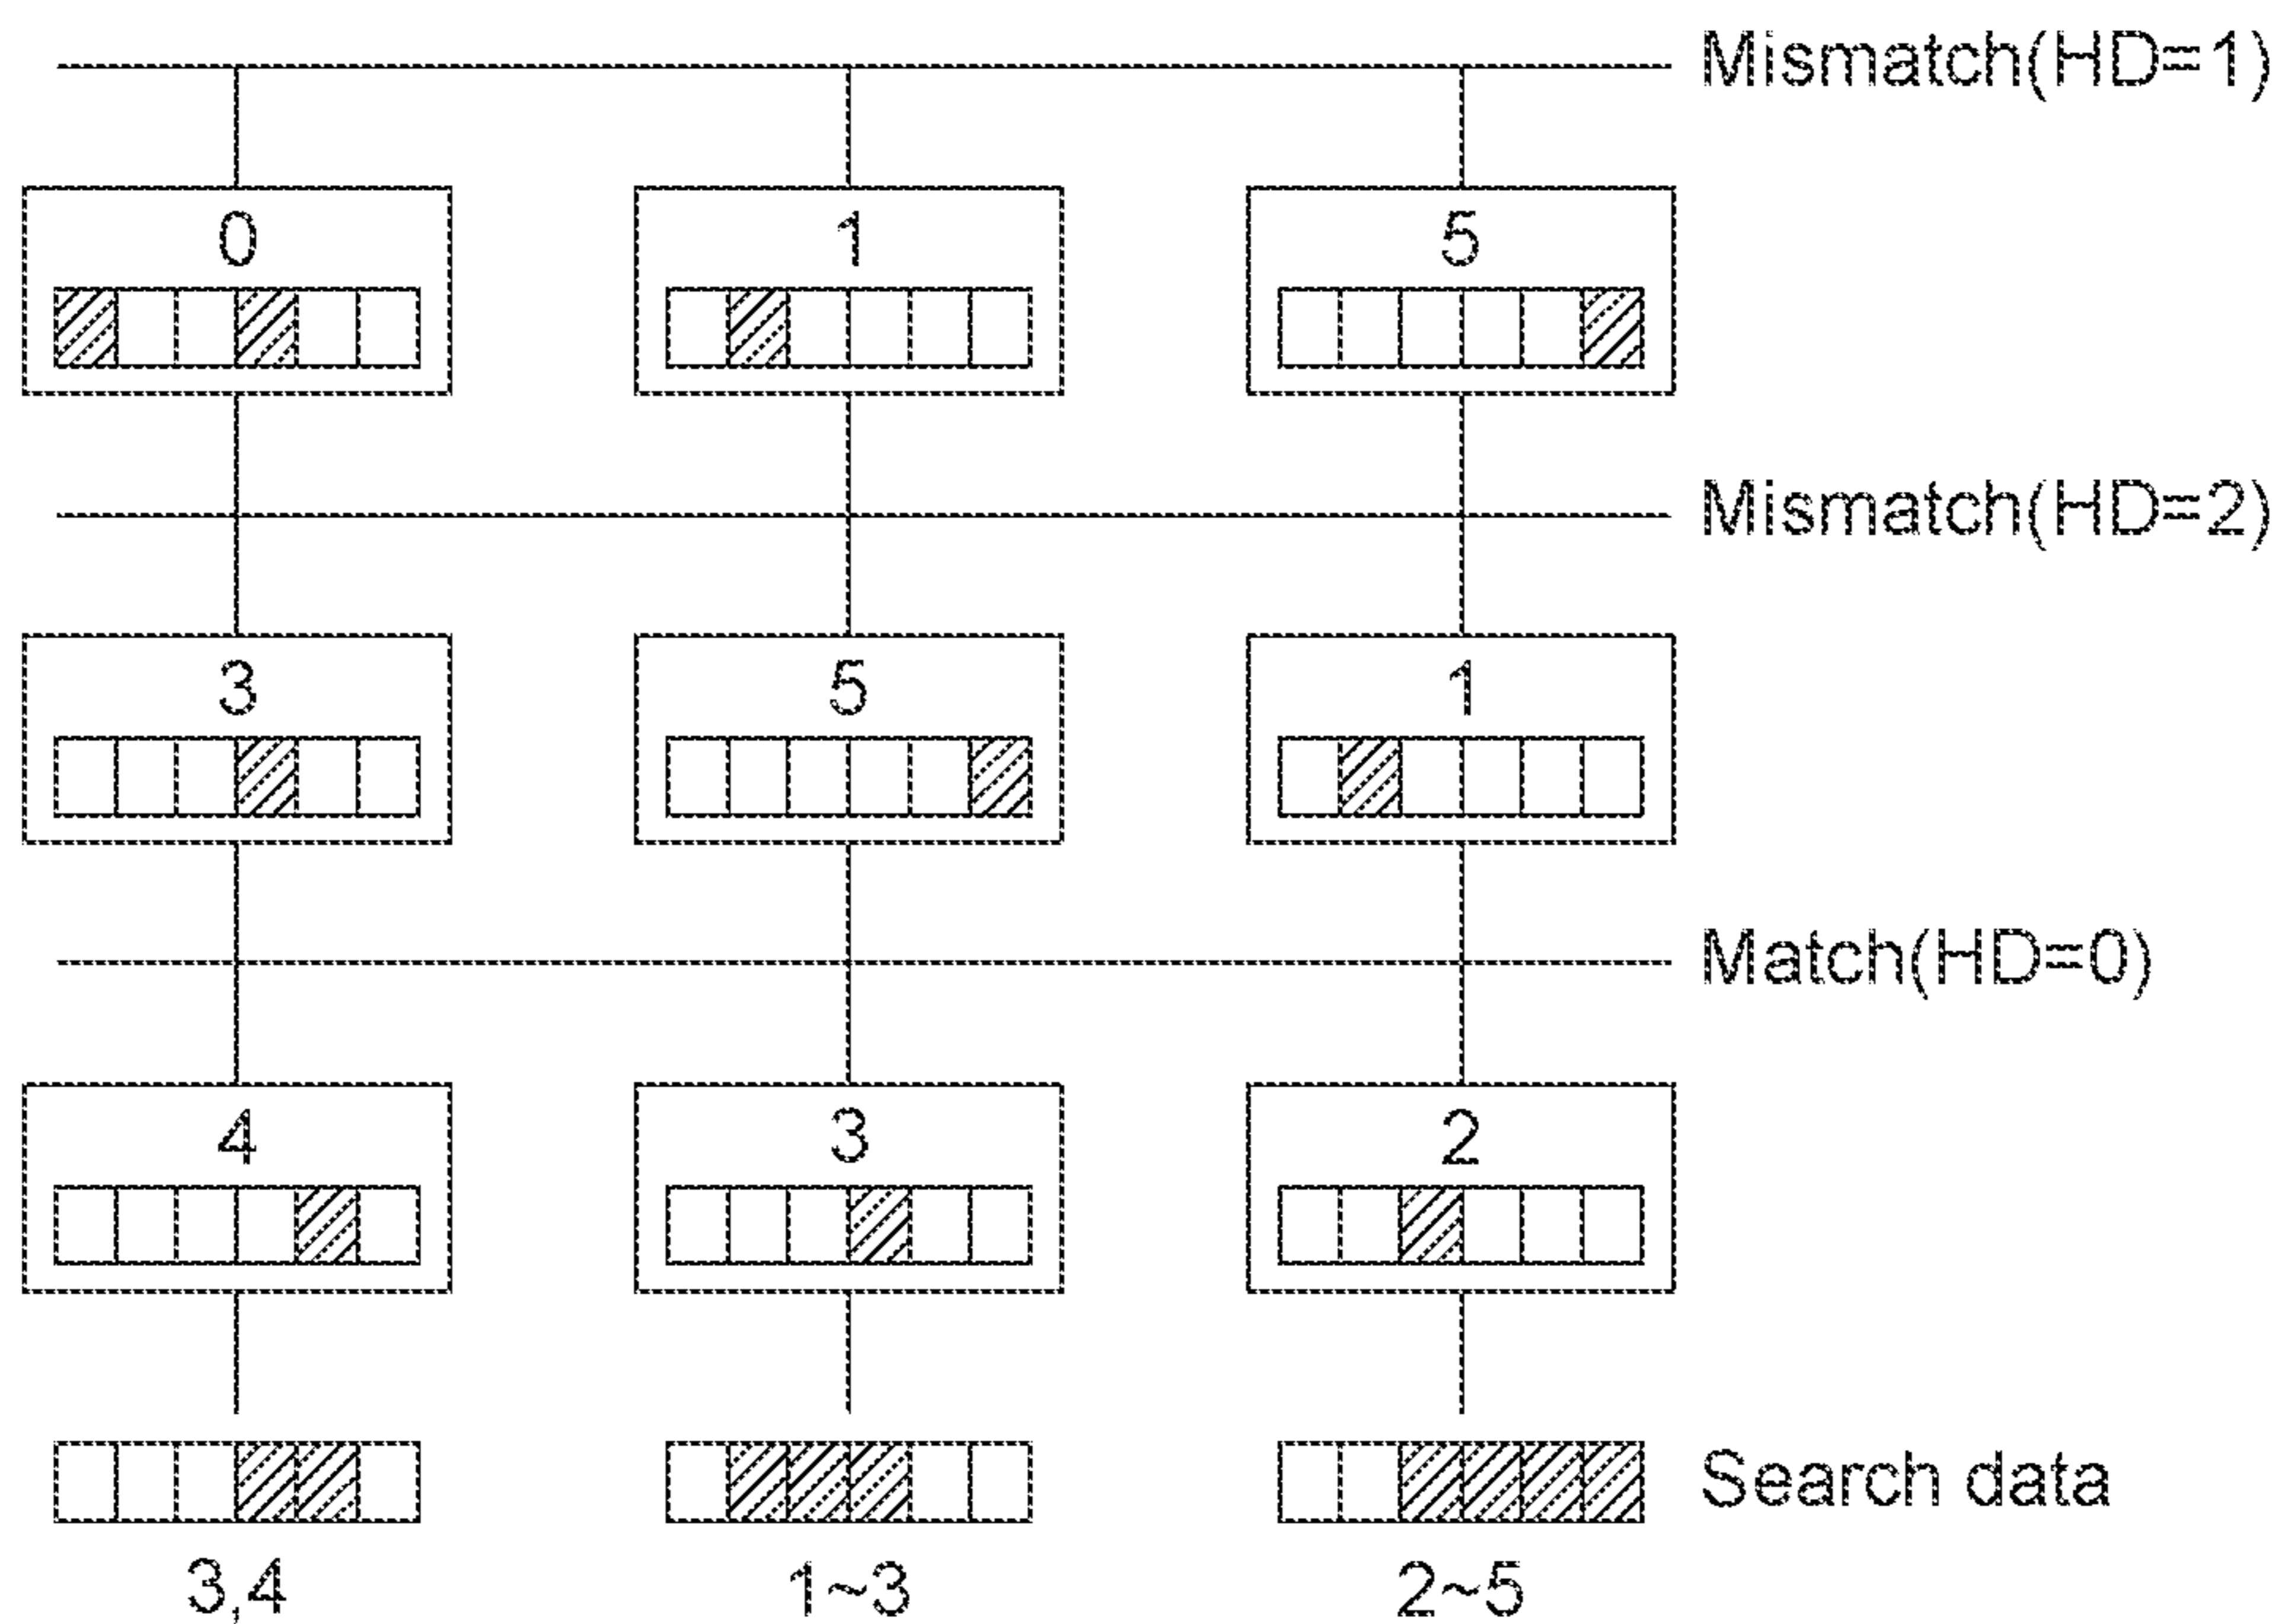 Mismatch(HD=1)
0 1 5
Mismatch(HD=2)
3 5 1
Match(HD=0)
4 3 2
Search data
3,4 1~3 2~5